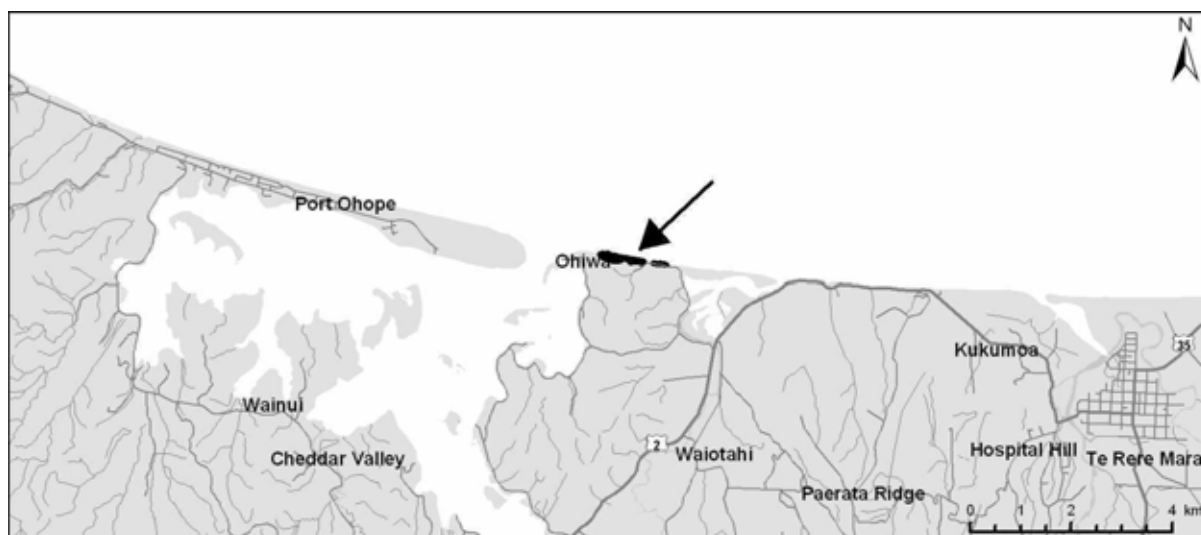 N
Port Ohope
Ohiwa
35
Kukumoa
Wainui
2
Waiotahi
Hospital Hill
Cheddar Valley
Te Rere Mara
Paerata Ridge
0 1 2 4 km